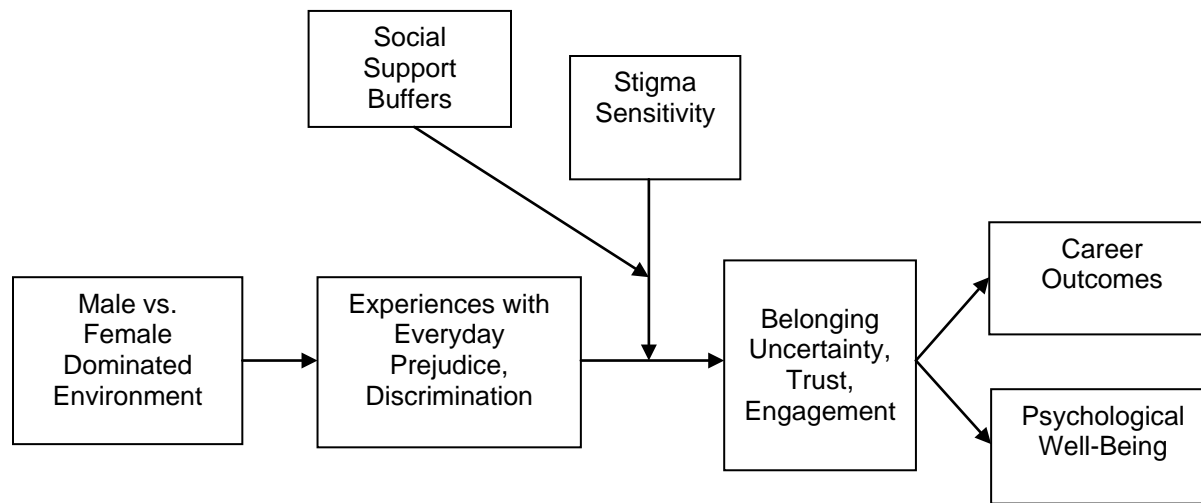 Social
Support
Buffers
Stigma
Sensitivity
Male vs.
Female
Dominated
Environment
Experiences with
Everyday
Prejudice,
Discrimination
Belonging
Uncertainty,
Trust,
Engagement
Career
Outcomes
Psychological
Well-Being